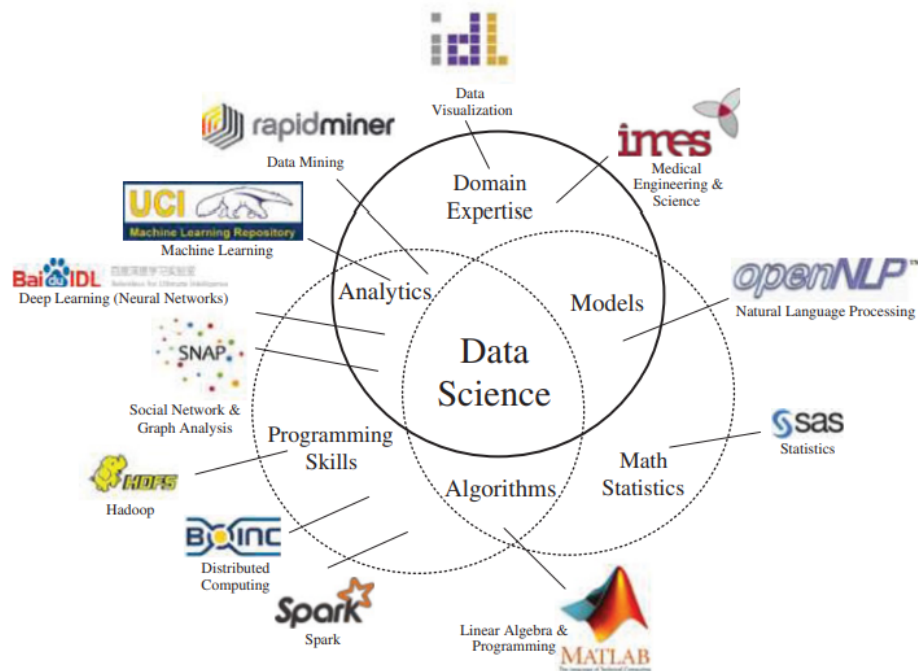 idL
Data
Visualization
rapidminer
Data Mining
imes
Medical
Engineering &
Science
Domain
Expertise
UCI
Machine Learning Repository
Machine Learning
Bai du IDL
Deep Learning (Neural Networks)
Analytics
Models
openNLP™
Natural Language Processing
SNAP
Social Network &
Graph Analysis
Data
Science
Programming
Skills
sas
Statistics
Math
Statistics
Algorithms
HDFS
Hadoop
BOINC
Distributed
Computing
Spark
Spark
Linear Algebra &
Programming
MATLAB